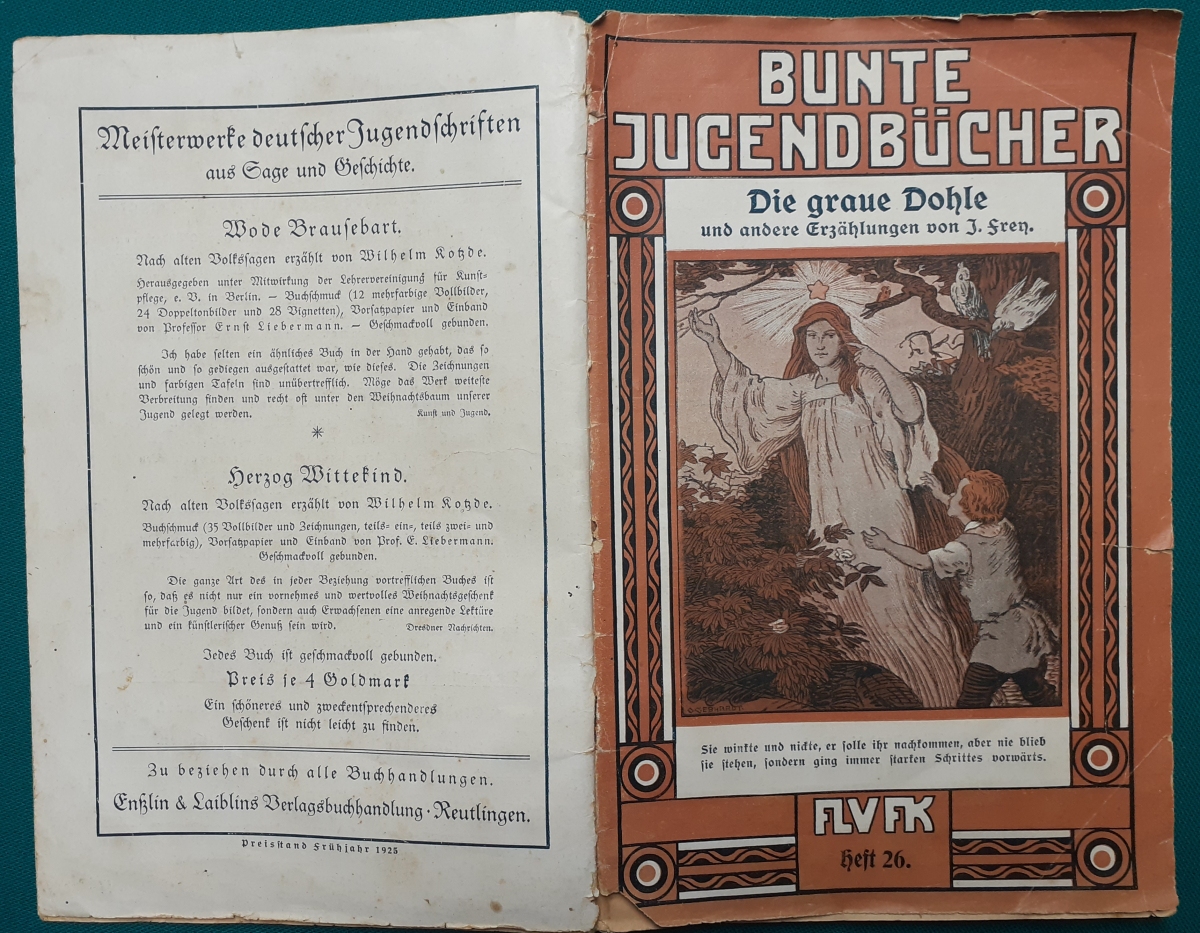 Meisterwerke deutscher Jugendschriften
aus Sage und Geschichte.
Wode Brausebart.
Nach alten Volkssagen erzählt von Wilhelm Kotzde.
Herausgegeben unter Mitwirkung der Lehrervereinigung für Kunst-
pflege, e. V. in Berlin. — Buchschmuck (12 mehrfarbige Vollbilder,
24 Doppeltonbilder und 28 Vignetten), Vorsatzpapier und Einband
von Professor Ernst Liebermann. — Geschmackvoll gebunden.
Ich habe selten ein ähnliches Buch in der Hand gehabt, das so
schön und so gediegen ausgestattet war, wie dieses. Die Zeichnungen
und farbigen Tafeln sind unübertrefflich. Möge das Werk weiteste
Verbreitung finden und recht oft unter den Weihnachtsbaum unserer
Jugend gelegt werden. Kunst und Jugend.
*
Herzog Wittekind.
Nach alten Volkssagen erzählt von Wilhelm Kotzde.
Buchschmuck (35 Vollbilder und Zeichnungen, teils- ein-, teils zwei- und
mehrfarbig), Vorsatzpapier und Einband von Prof. E. Liebermann.
Geschmackvoll gebunden.
Die ganze Art des in jeder Beziehung vortrefflichen Buches ist
so, daß es nicht nur ein vornehmes und wertvolles Weihnachtsgeschenk
für die Jugend bildet, sondern auch Erwachsenen eine anregende Lektüre
und ein künstlerischer Genuß sein wird. Dresdner Nachrichten.
Jedes Buch ist geschmackvoll gebunden.
Preis je 4 Goldmark
Ein schöneres und zweckentsprechenderes
Geschenk ist nicht leicht zu finden.
Zu beziehen durch alle Buchhandlungen.
Enßlin & Laiblins Verlagsbuchhandlung · Reutlingen.
Preisstand Frühjahr 1925
BUNTE
JUGENDBÜCHER
Die graue Dohle
und andere Erzählungen von J. Frey.
O. GEBHARDT.
Sie winkte und nickte, er solle ihr nachkommen, aber nie blieb
sie stehen, sondern ging immer starken Schrittes vorwärts.
FLVFK
Heft 26.